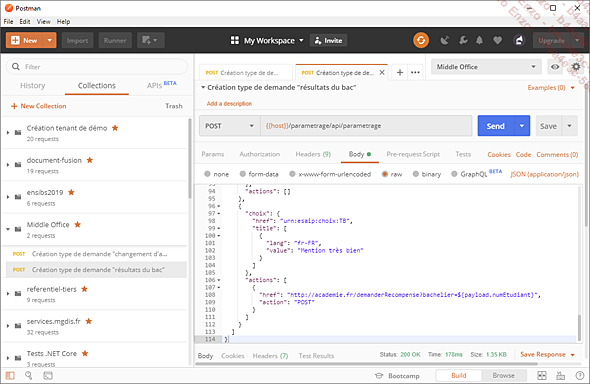 Postman
File Edit View Help
New Import Runner My Workspace Invite Upgrade
Filter
History Collections APIs BETA
New Collection Trash
Création tenant de démo
20 requests
document-fusion
19 requests
ensibs2019
6 requests
Middle Office
2 requests
POST Création type de demande "changement d'a...
POST Création type de demande "résultats du bac"
referentiel-tiers
9 requests
services.mgdis.fr
32 requests
Tests .NET Core
POST Création type de de... POST Création type de de... Middle Office
Création type de demande "résultats du bac" Examples (0)
Add a description
POST {{host}}/parametrage/api/parametrage Send Save
Params Authorization Headers (9) Body Pre-request Script Tests Cookies Code Comments (0)
none form-data x-www-form-urlencoded raw binary GraphQL BETA JSON (application/json)
94 "actions": []
95 },
96 {
97 "choix": {
98 "href": "urn:esaip:choix:TB",
99 "title": [
100 {
101 "lang": "fr-FR",
102 "value": "Mention très bien"
103 }
104 ]
105 },
106 "actions": [
107 {
108 "href": "http://academie.fr/demanderRecompense?bachelier=${payload.numEtudiant}",
109 "action": "POST"
110 }
111 ]
112 }
113 ]
114 }
Body Cookies Headers (7) Test Results Status: 200 OK Time: 178ms Size: 1.35 KB Save Response
Bootcamp Build Browse